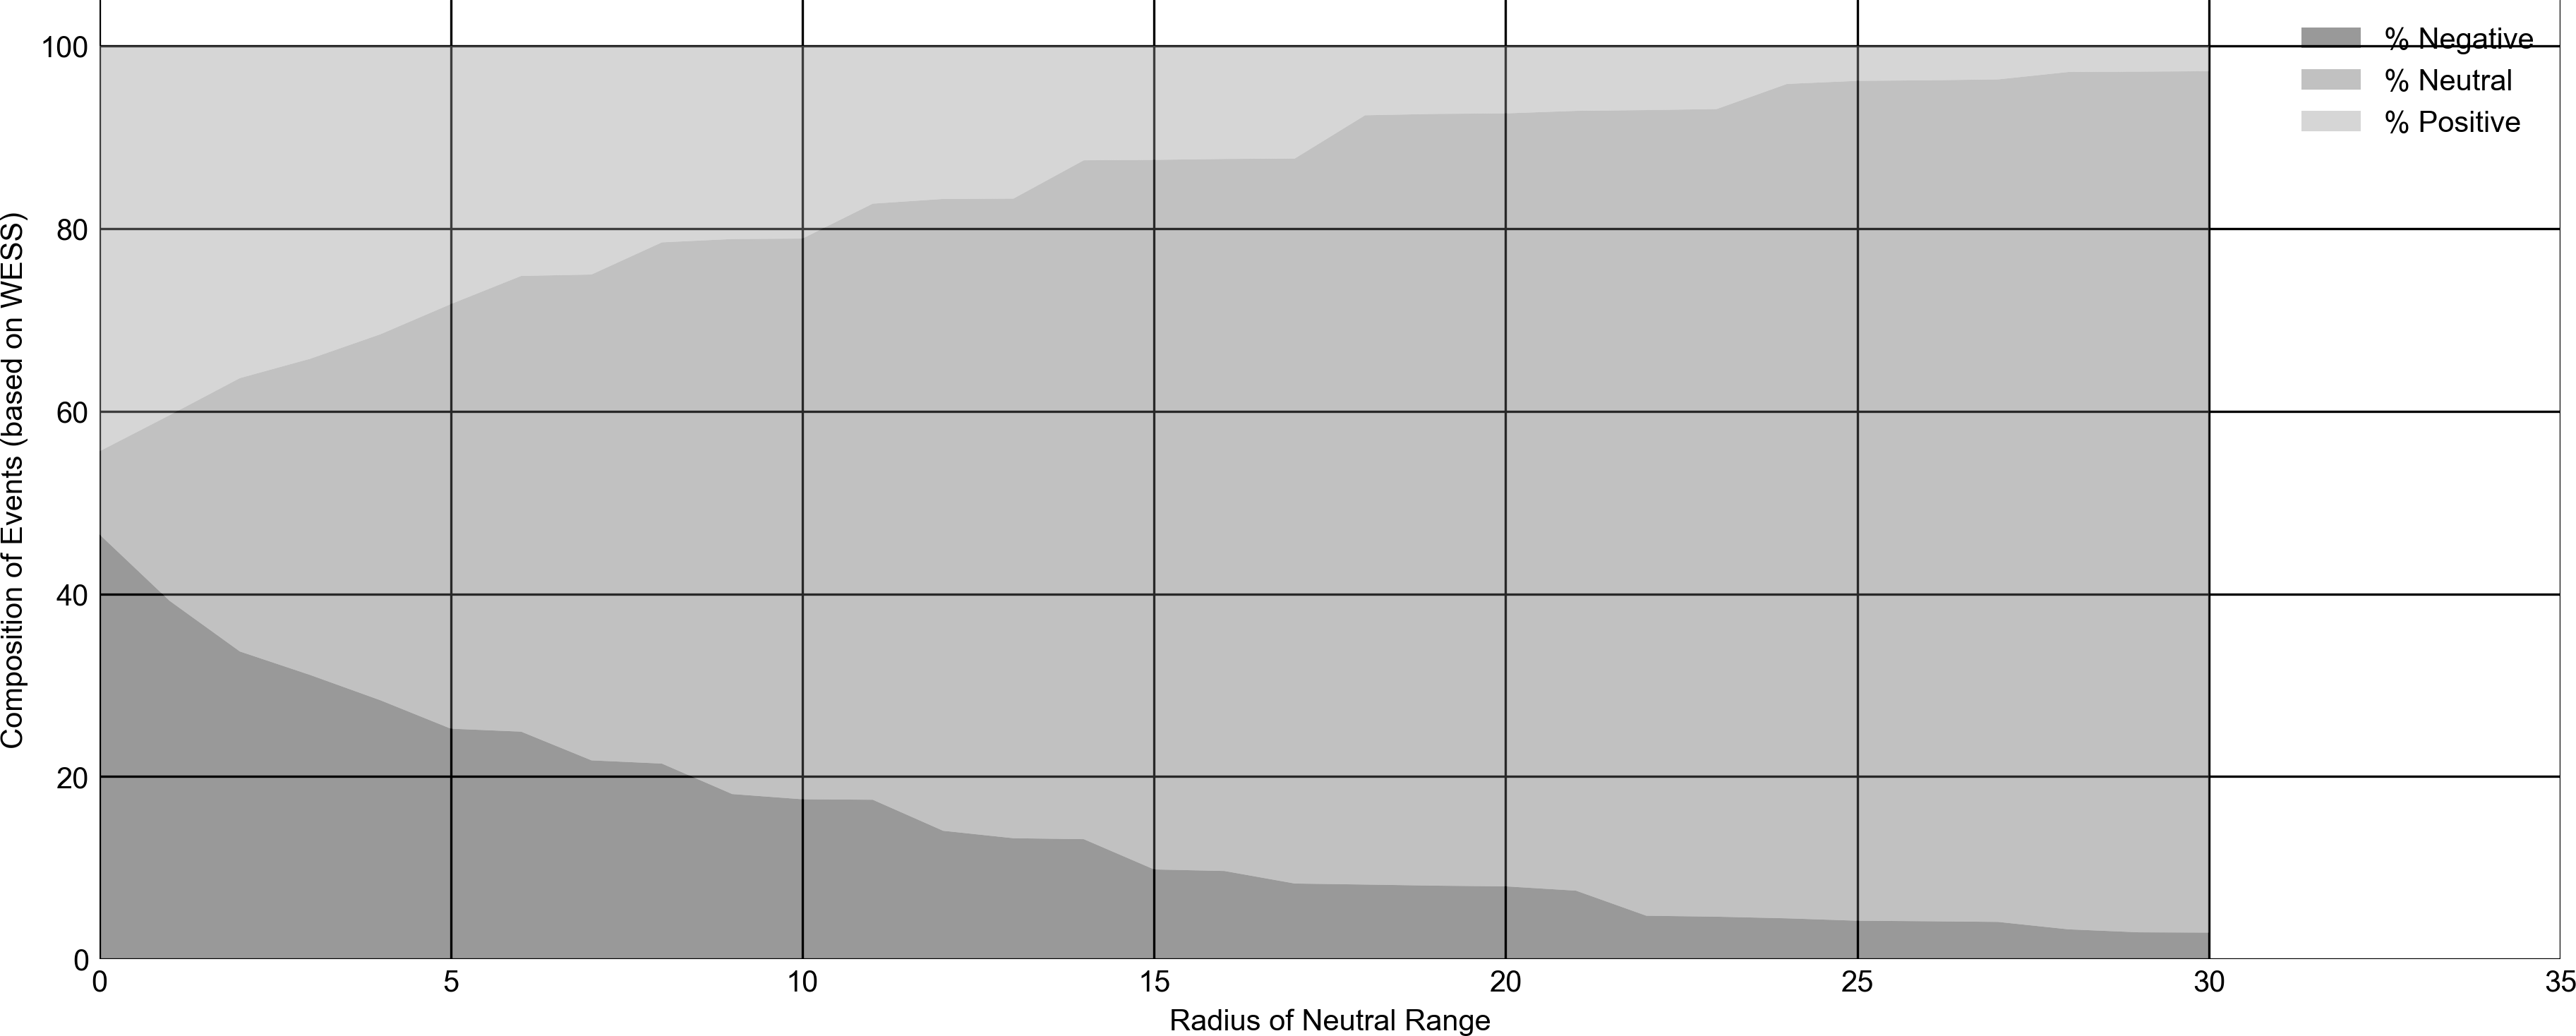 100
80
60
40
20
0
Composition of Events (based on WESS)
% Negative
% Neutral
% Positive
0 5 10 15 20 25 30 35
Radius of Neutral Range